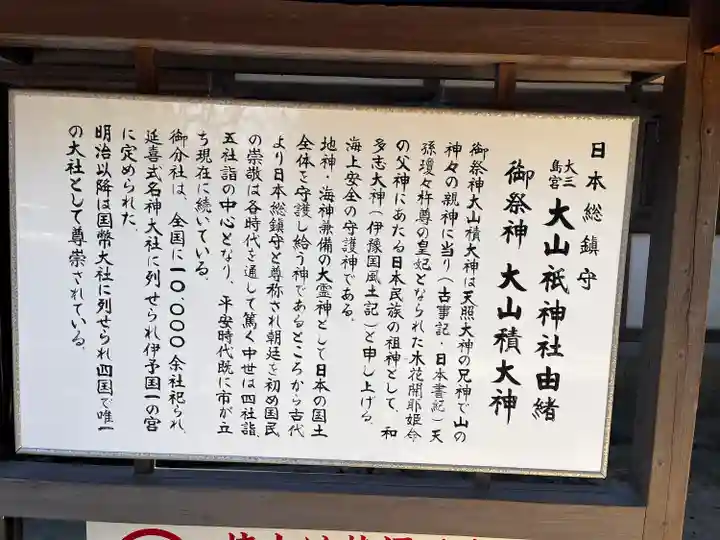 日本総鎮守
大三島宮 大山祇神社由緒
御祭神 大山積大神
御祭神大山積大神は天照大神の兄神で山の
神々の親神に当り(古事記・日本書紀)天
孫瓊々杵尊の皇妃となられた木花開耶姫命
の父神にあたる日本民族の祖神として、和
多志大神(伊豫国風土記)と申し上げる。
海上安全の守護神である。
地神・海神兼備の大霊神として日本の国土
全体を守護し給う神であるところから古代
より日本総鎮守と尊称され朝廷を初め国民
の崇敬は各時代を通して篤く中世は四社詣、
五社詣の中心となり、平安時代既に市が立
ち現在に続いている。
御分社は、全国に一〇、〇〇〇余社祀られ、
延喜式名神大社に列せられ伊予国一の宮
に定められた。
明治以降は国幣大社に列せられ四国で唯一
の大社として尊崇されている。